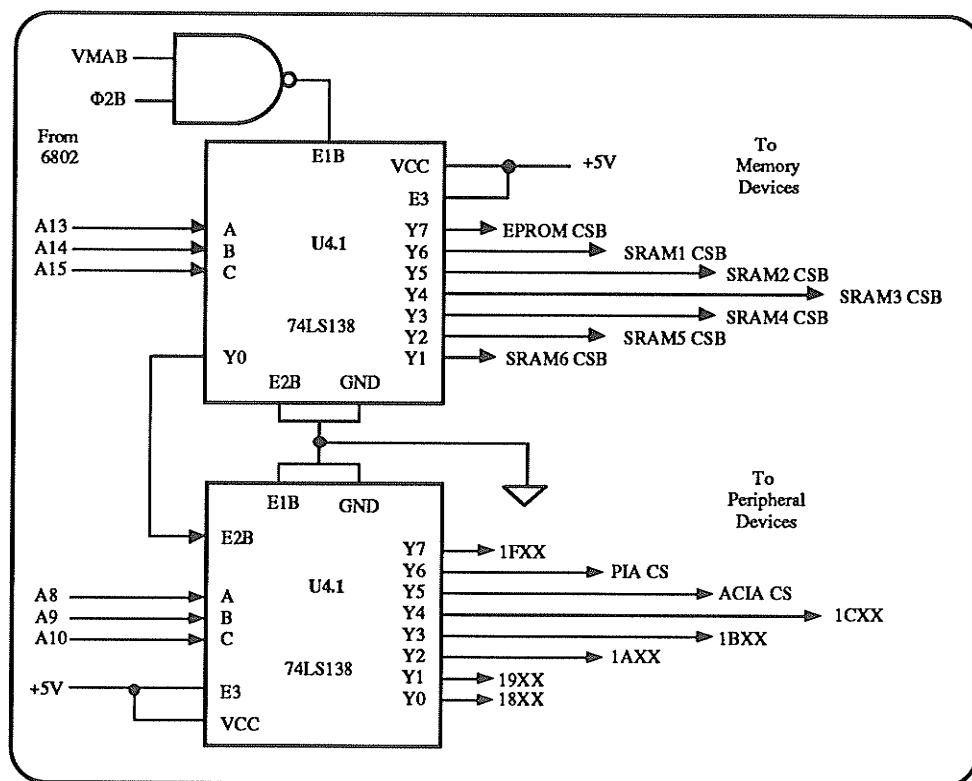 VMAB
Φ2B
From
6802
E1B
VCC
+5V
To
Memory
Devices
E3
A13
A
Y7
EPROM CSB
A14
B
U4.1
Y6
SRAM1 CSB
A15
C
Y5
SRAM2 CSB
Y4
SRAM3 CSB
Y3
SRAM4 CSB
74LS138
Y2
SRAM5 CSB
Y0
Y1
SRAM6 CSB
E2B
GND
E1B
GND
To
Peripheral
Devices
E2B
Y7
1FXX
U4.1
Y6
PIA CS
A8
A
Y5
ACIA CS
A9
B
Y4
1CXX
A10
C
Y3
1BXX
74LS138
Y2
1AXX
+5V
E3
Y1
19XX
VCC
Y0
18XX